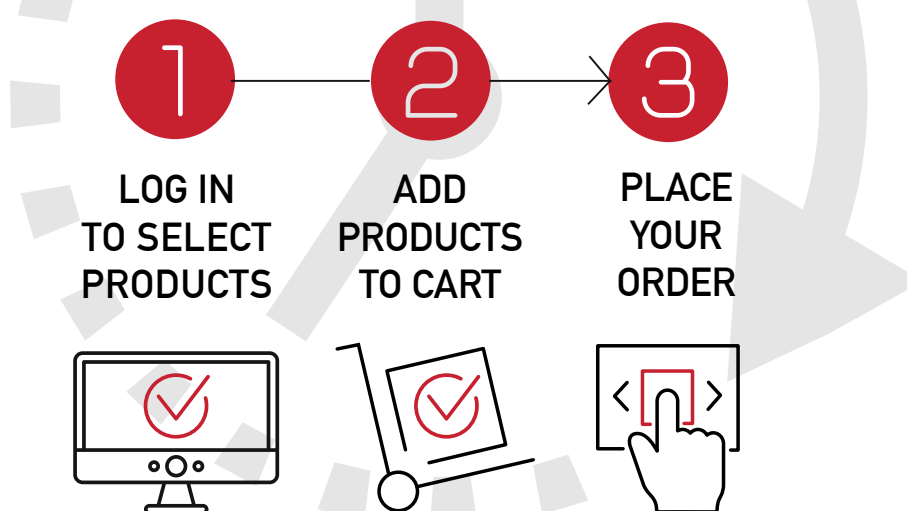 1
2
3
LOG IN
TO SELECT
PRODUCTS
ADD
PRODUCTS
TO CART
PLACE
YOUR
ORDER